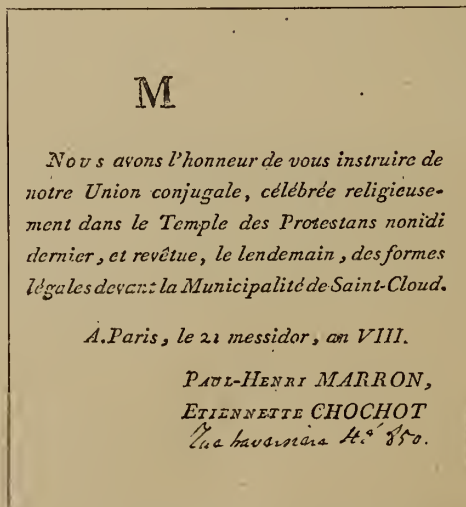 M
Nous avons l'honneur de vous instruire de
notre Union conjugale, célébrée religieuse-
ment dans le Temple des Protestans nonidi
dernier, et revêtue, le lendemain, des formes
légales devant la Municipalité de Saint-Cloud.
A Paris, le 21 messidor, an VIII.
PAUL-HENRI MARRON,
ETIENNETTE CHOCHOT
850.